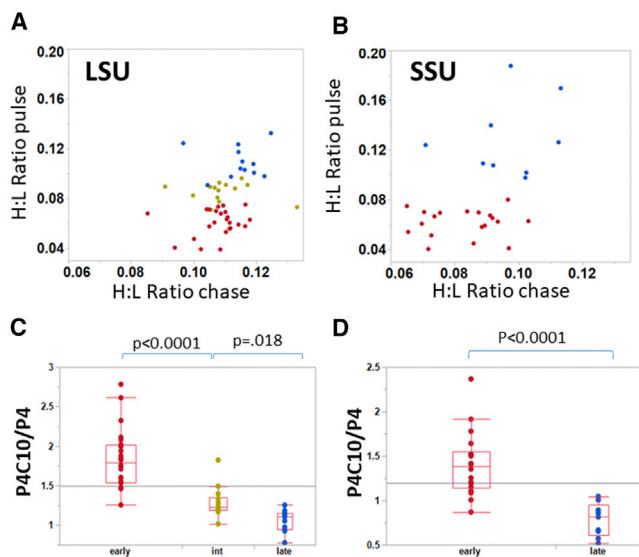 A
LSU
H:L Ratio pulse
0.20
0.16
0.12
0.08
0.04
0.06
0.08
0.10
0.12
H:L Ratio chase
B
SSU
H:L Ratio pulse
0.20
0.16
0.12
0.08
0.04
0.06
0.08
0.10
0.12
H:L Ratio chase
C
p<0.0001
p=.018
P4C10/P4
3
2.5
2
1.5
1
early
int
late
D
P<0.0001
P4C10/P4
2.5
2
1.5
1
0.5
early
late